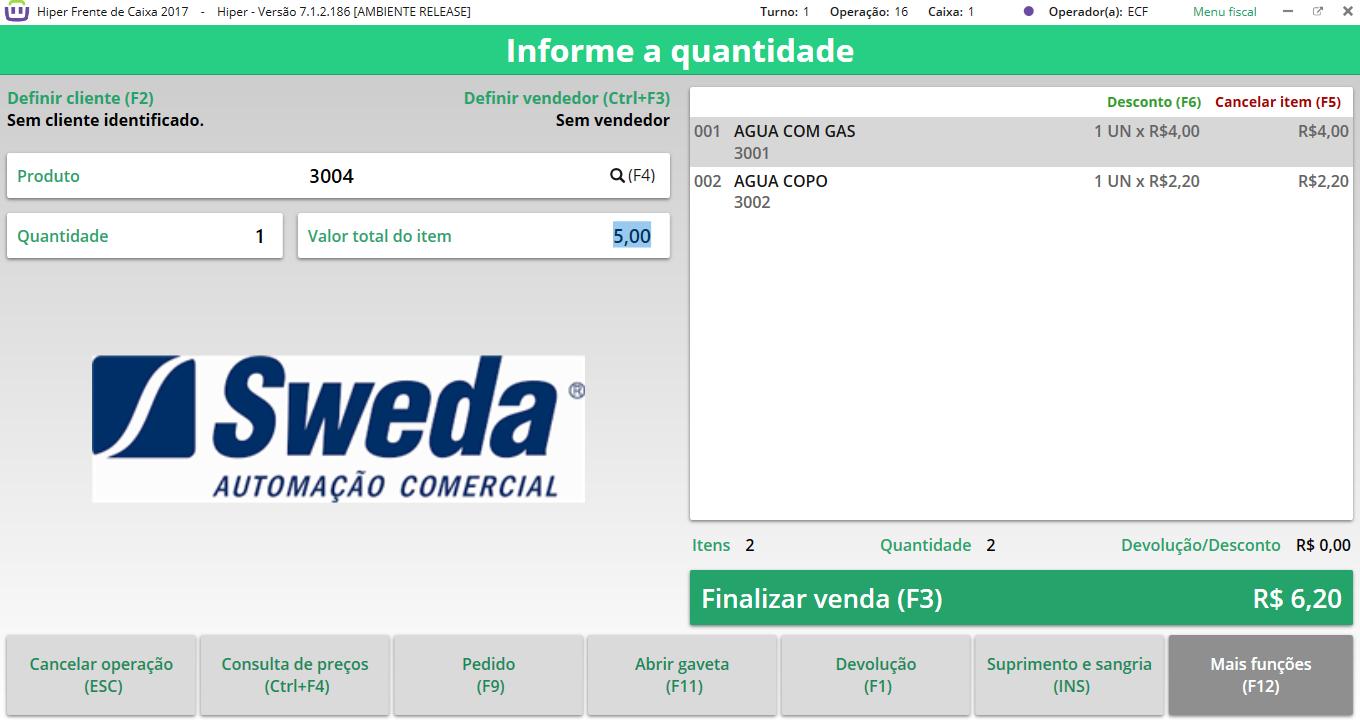 Hiper Frente de Caixa 2017 - Hiper - Versão 7.1.2.186 [AMBIENTE RELEASE] Turno: 1 Operação: 16 Caixa: 1 Operador(a): ECF Menu fiscal
Informe a quantidade
Definir cliente (F2) Definir vendedor (Ctrl+F3)
Sem cliente identificado. Sem vendedor
Produto 3004 (F4)
Quantidade 1 Valor total do item 5,00
Sweda ®
AUTOMAÇÃO COMERCIAL
Desconto (F6) Cancelar item (F5)
001 AGUA COM GAS 1 UN x R$4,00 R$4,00
3001
002 AGUA COPO 1 UN x R$2,20 R$2,20
3002
Itens 2 Quantidade 2 Devolução/Desconto R$ 0,00
Finalizar venda (F3) R$ 6,20
Cancelar operação (ESC)
Consulta de preços (Ctrl+F4)
Pedido (F9)
Abrir gaveta (F11)
Devolução (F1)
Suprimento e sangria (INS)
Mais funções (F12)